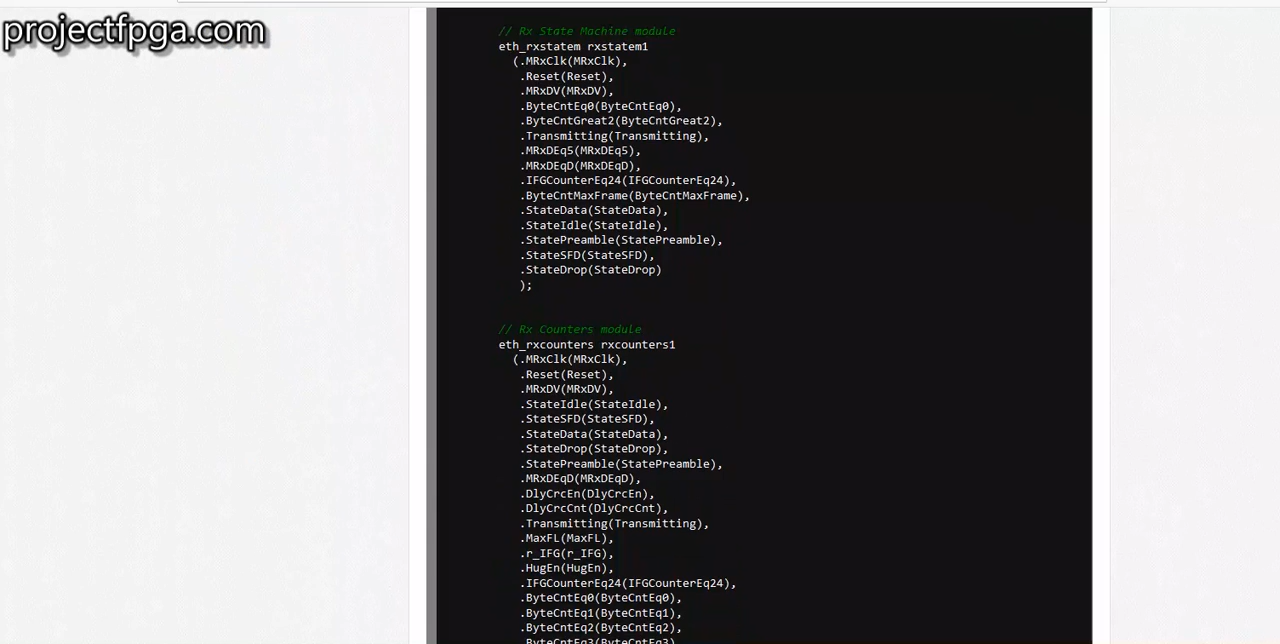 projectfpga.com
// Rx State Machine module
eth_rxstatem rxstatem1
(.MRxClk(MRxClk),
.Reset(Reset),
.MRxDV(MRxDV),
.ByteCntEq0(ByteCntEq0),
.ByteCntGreat2(ByteCntGreat2),
.Transmitting(Transmitting),
.MRxDEq5(MRxDEq5),
.MRxDEqD(MRxDEqD),
.IFGCounterEq24(IFGCounterEq24),
.ByteCntMaxFrame(ByteCntMaxFrame),
.StateData(StateData),
.StateIdle(StateIdle),
.StatePreamble(StatePreamble),
.StateSFD(StateSFD),
.StateDrop(StateDrop)
);
// Rx Counters module
eth_rxcounters rxcounters1
(.MRxClk(MRxClk),
.Reset(Reset),
.MRxDV(MRxDV),
.StateIdle(StateIdle),
.StateSFD(StateSFD),
.StateData(StateData),
.StateDrop(StateDrop),
.StatePreamble(StatePreamble),
.MRxDEqD(MRxDEqD),
.DlyCrcEn(DlyCrcEn),
.DlyCrcCnt(DlyCrcCnt),
.Transmitting(Transmitting),
.MaxFL(MaxFL),
.r_IFG(r_IFG),
.HugEn(HugEn),
.IFGCounterEq24(IFGCounterEq24),
.ByteCntEq0(ByteCntEq0),
.ByteCntEq1(ByteCntEq1),
.ByteCntEq2(ByteCntEq2),
.ByteCntEq3(ByteCntEq3)